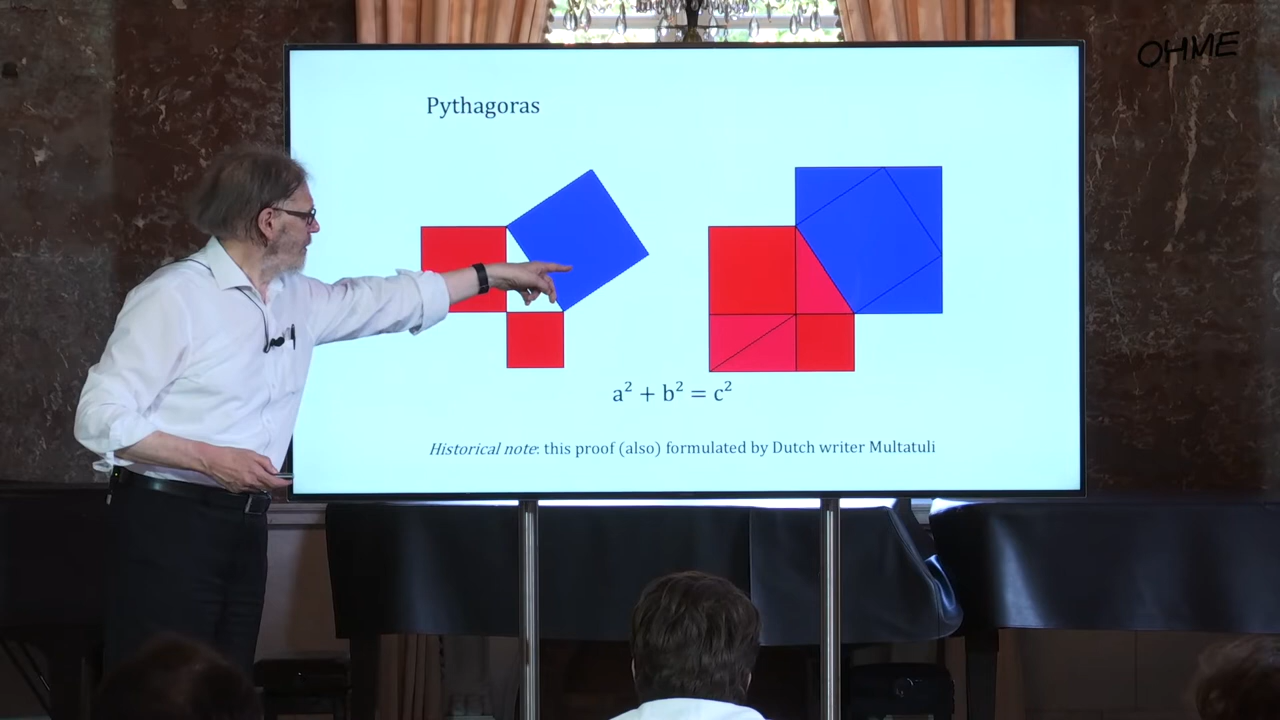 OHME
Pythagoras
a² + b² = c²
Historical note: this proof (also) formulated by Dutch writer Multatuli